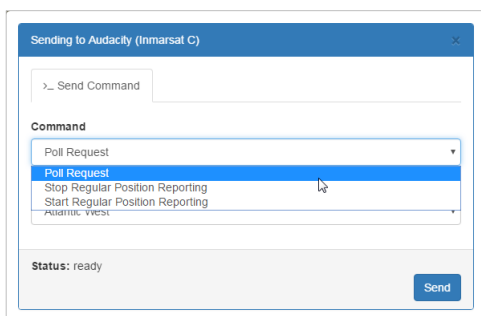 Sending to Audacity (Inmarsat C) ×
>_ Send Command
Command
Poll Request
Poll Request
Stop Regular Position Reporting
Start Regular Position Reporting
Atlantic West
Status: ready
Send